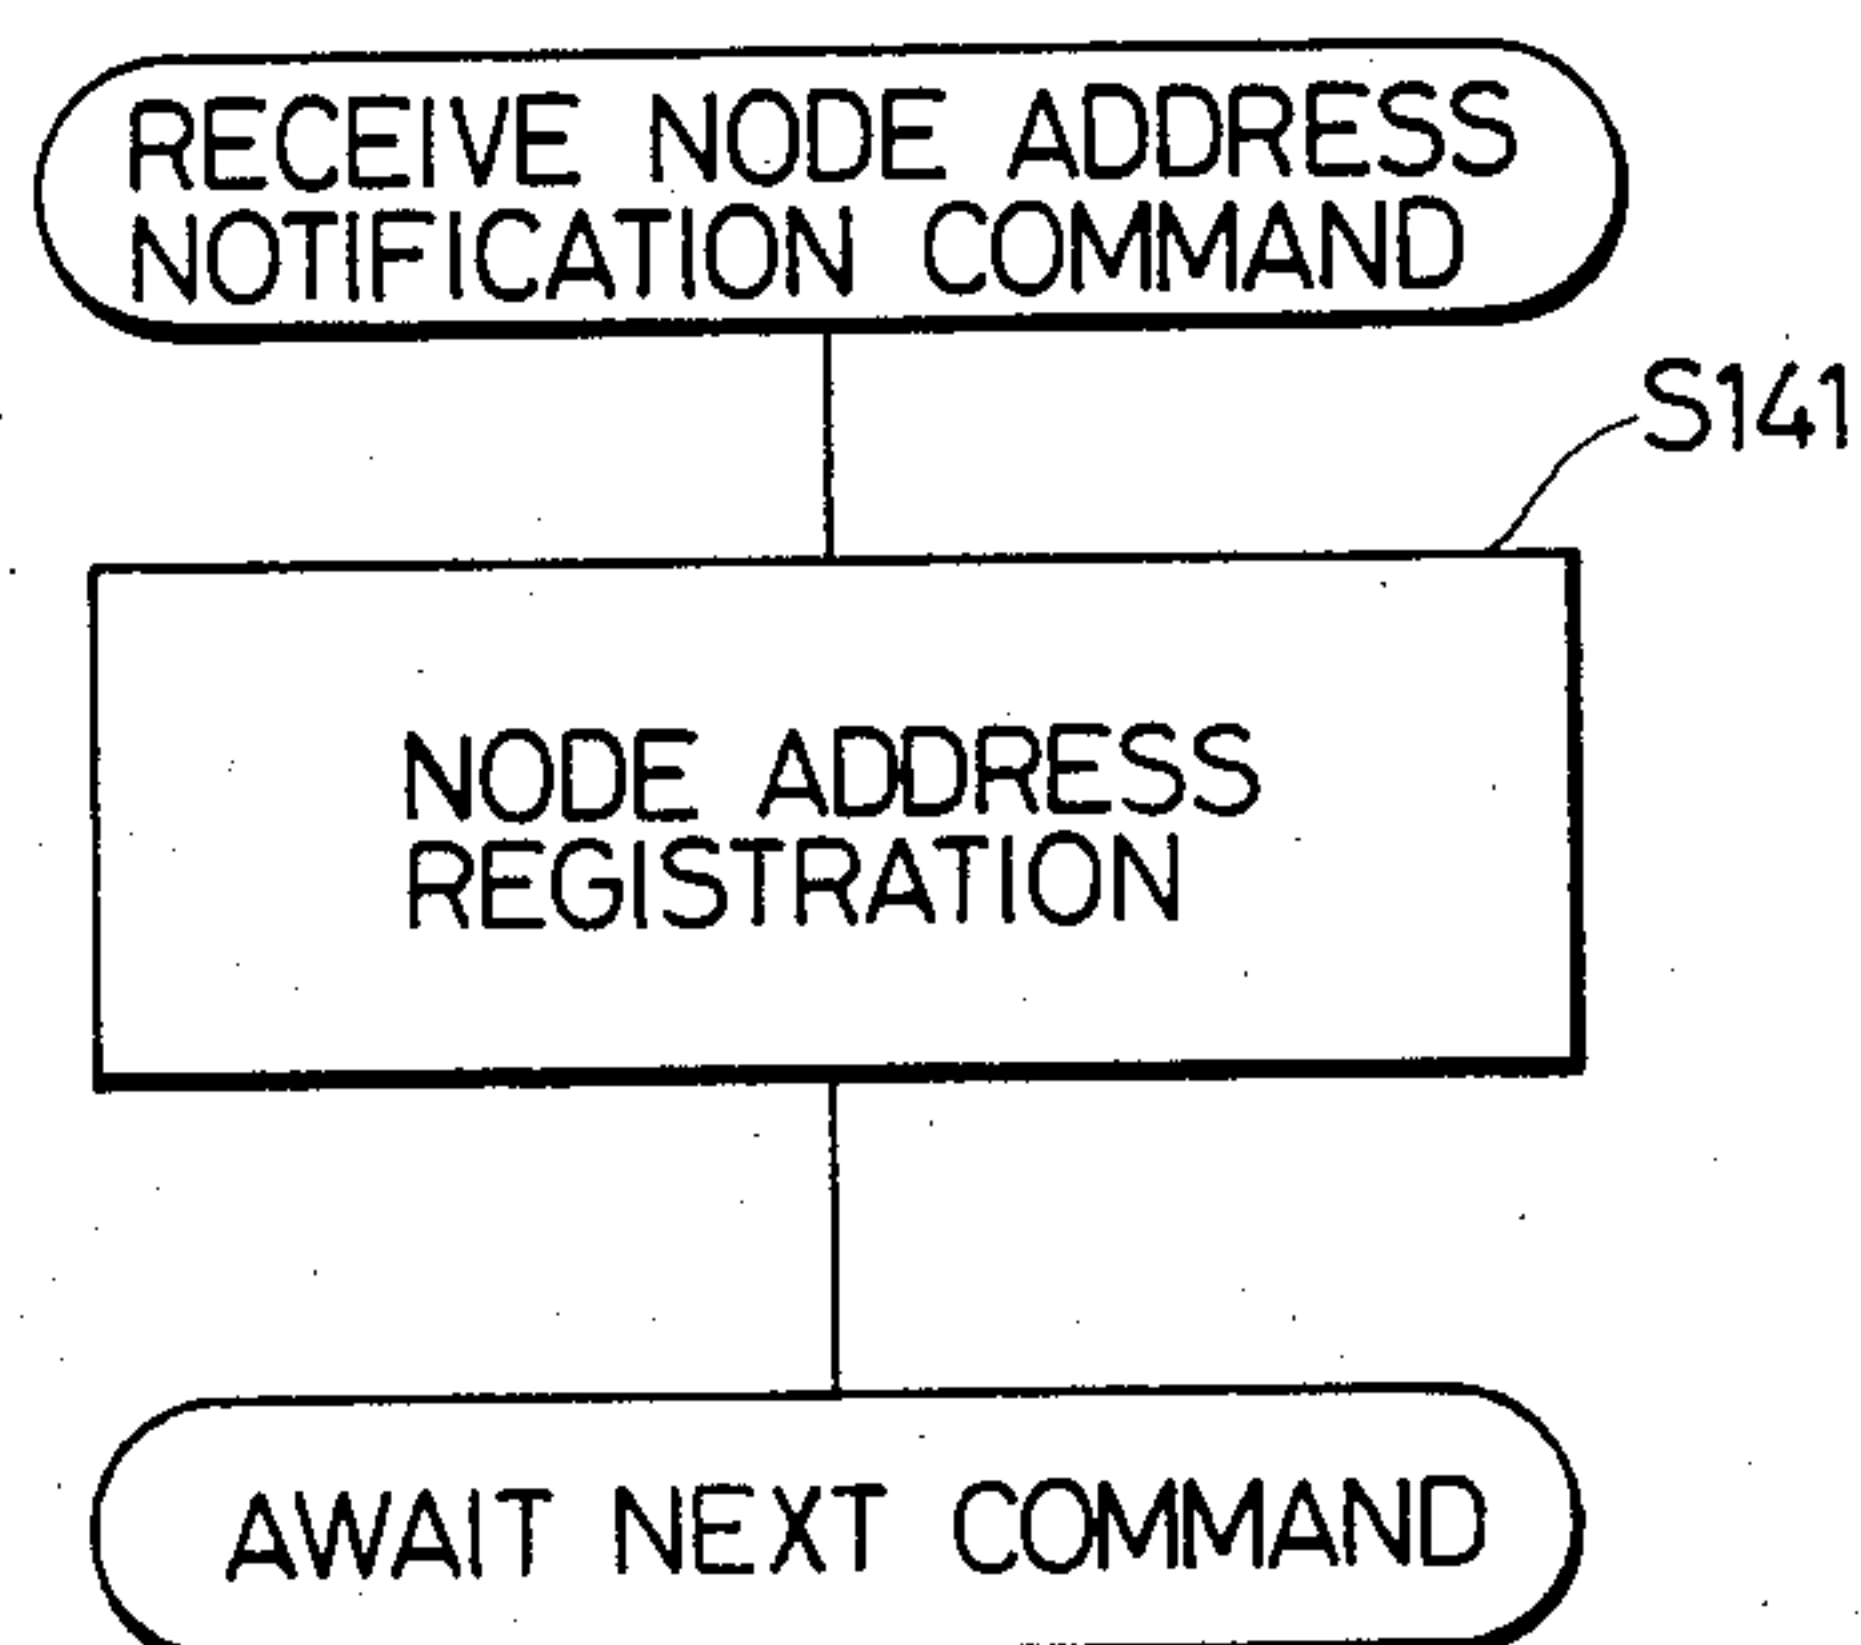 RECEIVE NODE ADDRESS
NOTIFICATION COMMAND
S141
NODE ADDRESS
REGISTRATION
AWAIT NEXT COMMAND